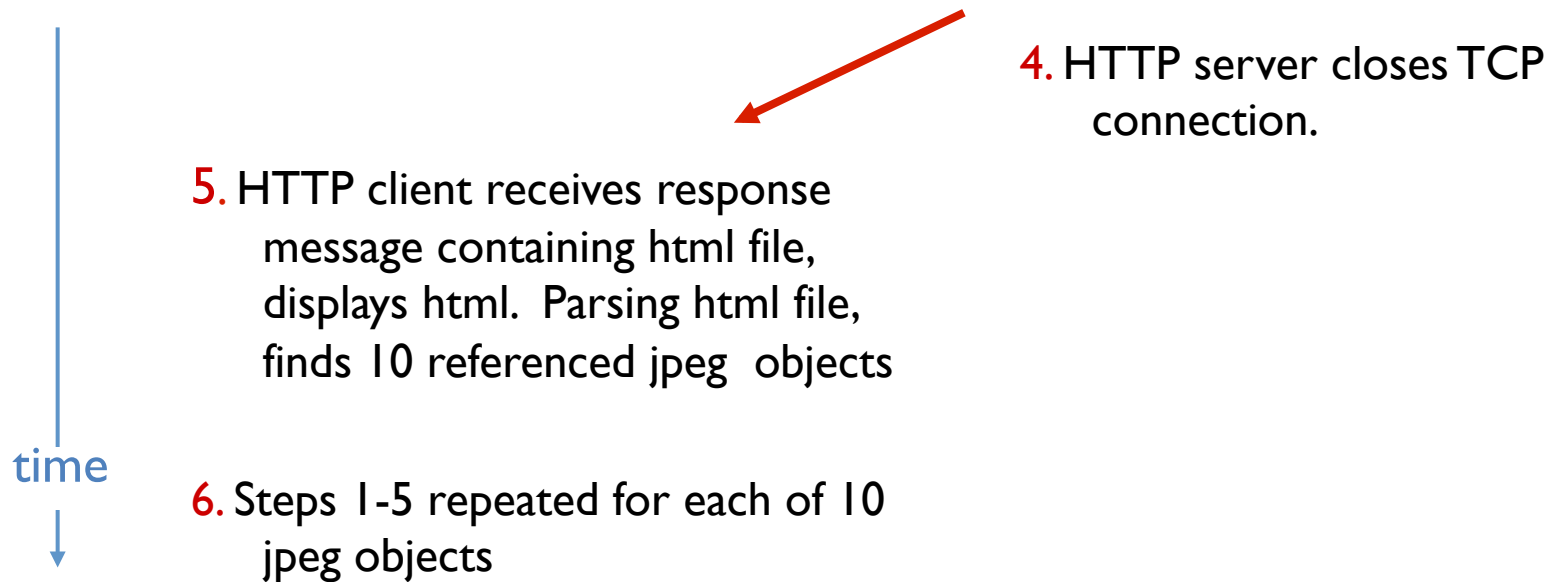 4. HTTP server closes TCP
connection.
5. HTTP client receives response
message containing html file,
displays html.  Parsing html file,
finds 10 referenced jpeg  objects
time
6. Steps 1-5 repeated for each of 10
jpeg objects